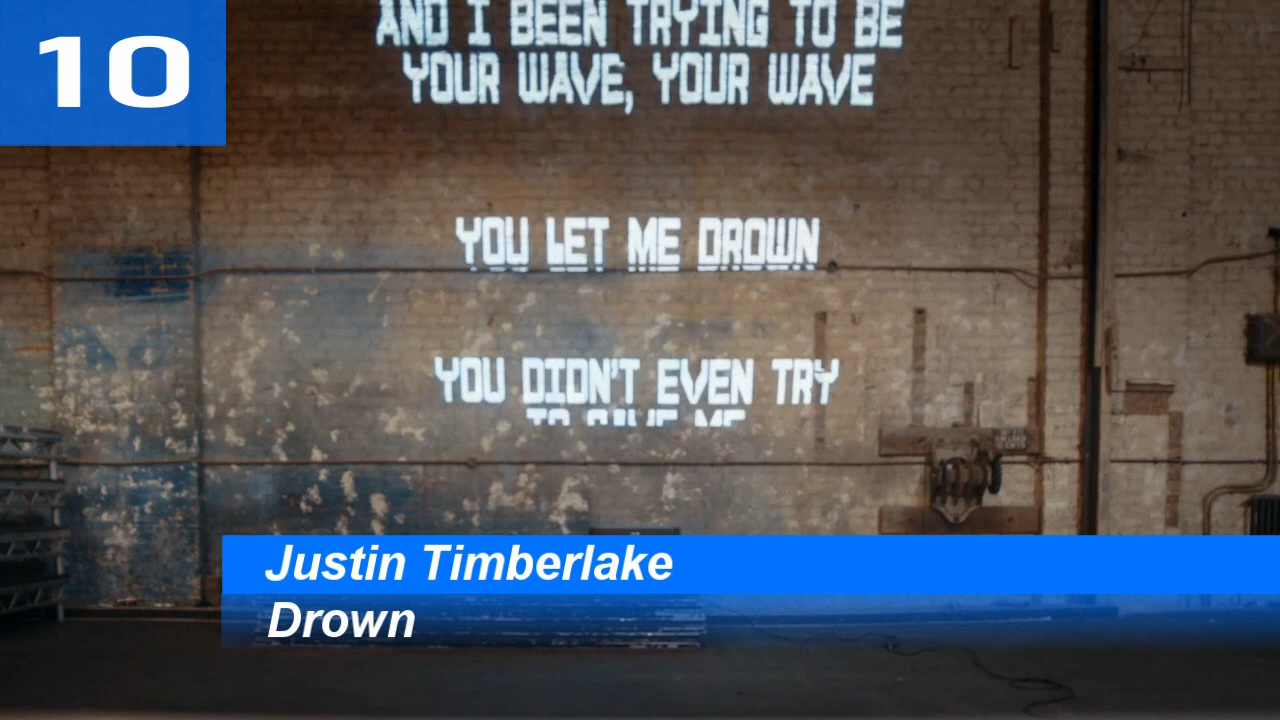 10
AND I BEEN TRYING TO BE
YOUR WAVE, YOUR WAVE
YOU LET ME DROWN
YOU DIDN'T EVEN TRY
Justin Timberlake
Drown